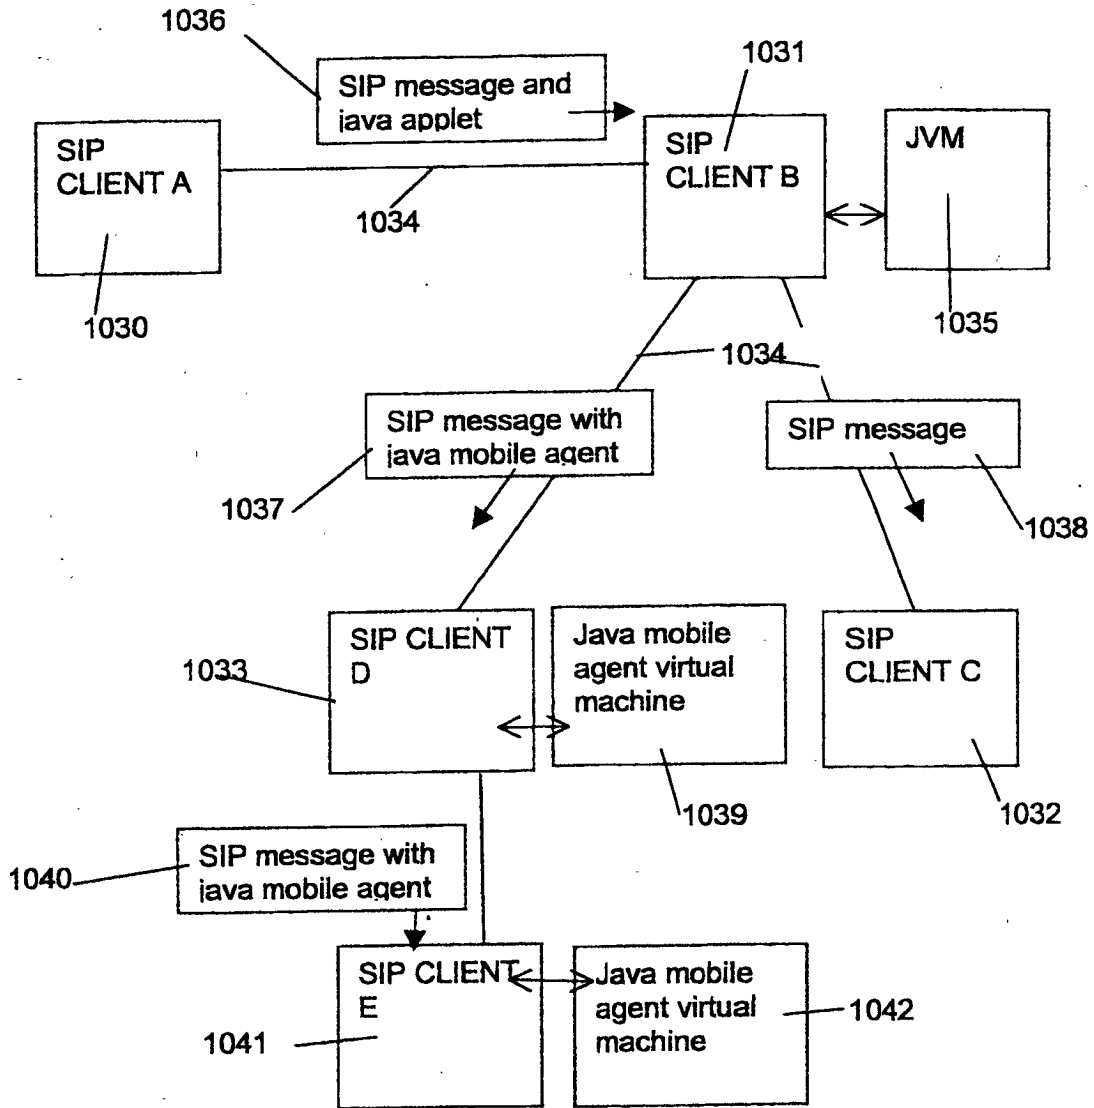 1036
SIP message and
java applet
1031
SIP
CLIENT A
SIP
CLIENT B
JVM
1034
1030
1035
1034
SIP message with
java mobile agent
SIP message
1037
1038
SIP CLIENT
D
Java mobile
agent virtual
machine
SIP
CLIENT C
1033
1039
1032
SIP message with
java mobile agent
1040
SIP CLIENT
E
Java mobile
agent virtual
machine
1041
1042